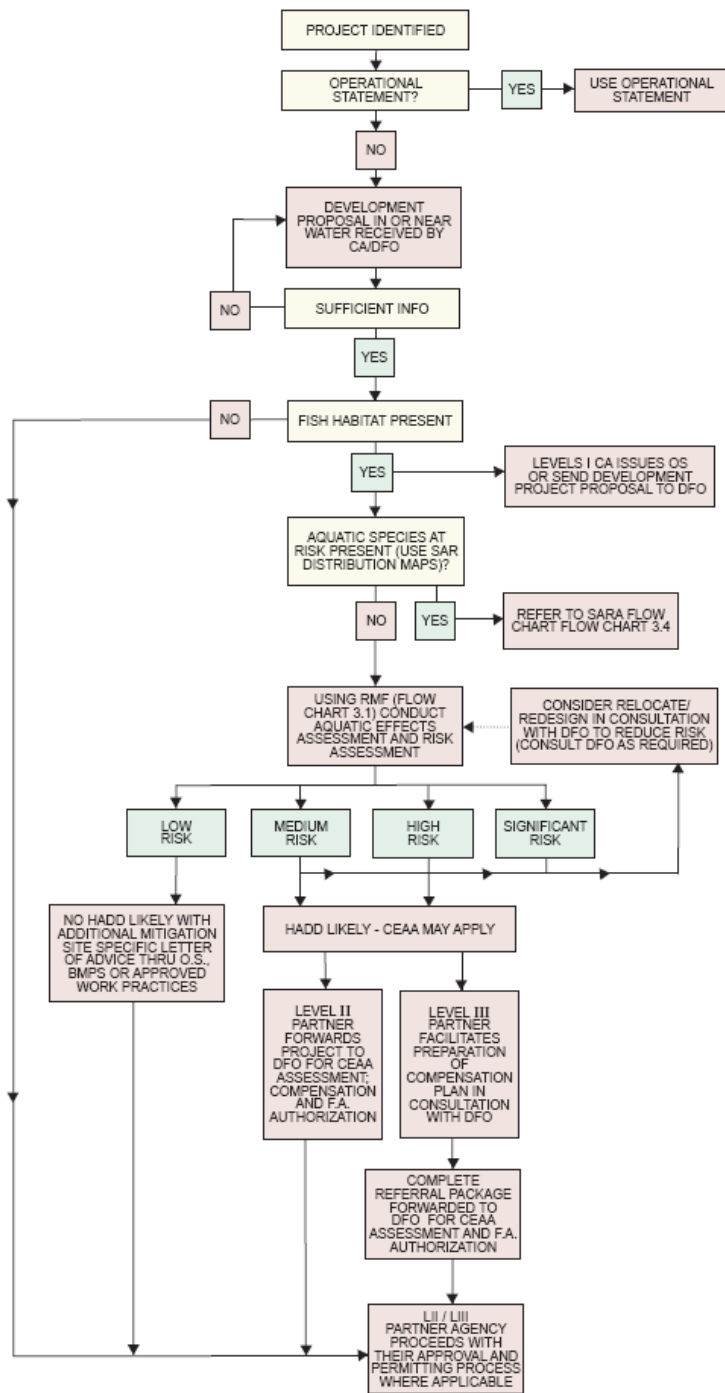 PROJECT IDENTIFIED
OPERATIONAL
STATEMENT?
YES
USE OPERATIONAL
STATEMENT
NO
DEVELOPMENT
PROPOSAL IN OR NEAR
WATER RECEIVED BY
CA/DFO
NO
SUFFICIENT INFO
YES
NO
FISH HABITAT PRESENT
YES
LEVELS I CA ISSUES OS
OR SEND DEVELOPMENT
PROJECT PROPOSAL TO DFO
AQUATIC SPECIES AT
RISK PRESENT (USE SAR
DISTRIBUTION MAPS)?
NO
YES
REFER TO SARA FLOW
CHART FLOW CHART 3.4
USING RMF (FLOW
CHART 3.1) CONDUCT
AQUATIC EFFECTS
ASSESSMENT AND RISK
ASSESSMENT
CONSIDER RELOCATE/
REDESIGN IN CONSULTATION
WITH DFO TO REDUCE RISK
(CONSULT DFO AS REQUIRED)
LOW
RISK
MEDIUM
RISK
HIGH
RISK
SIGNIFICANT
RISK
NO HADD LIKELY WITH
ADDITIONAL MITIGATION
SITE SPECIFIC LETTER
OF ADVICE THRU O.S.,
BMPS OR APPROVED
WORK PRACTICES
HADD LIKELY - CEAA MAY APPLY
LEVEL II
PARTNER
FORWARDS
PROJECT TO
DFO FOR CEAA
ASSESSMENT;
COMPENSATION
AND F.A.
AUTHORIZATION
LEVEL III
PARTNER
FACILITATES
PREPARATION
OF
COMPENSATION
PLAN IN
CONSULTATION
WITH DFO
COMPLETE
REFERRAL PACKAGE
FORWARDED TO
DFO FOR CEAA
ASSESSMENT AND F.A.
AUTHORIZATION
LII / LIII
PARTNER AGENCY
PROCEEDS WITH
THEIR APPROVAL AND
PERMITTING PROCESS
WHERE APPLICABLE